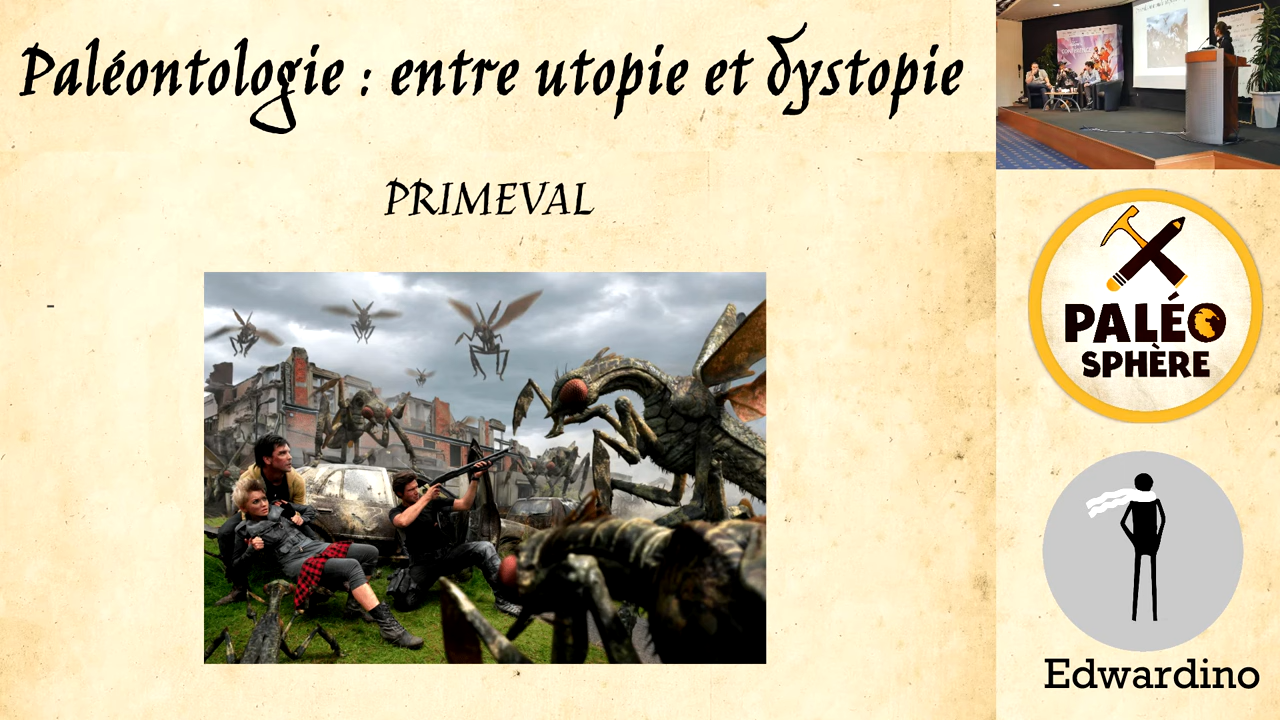 Paléontologie : entre utopie et dystopie
PRIMEVAL
-
PALÉO
SPHÈRE
Edwardino